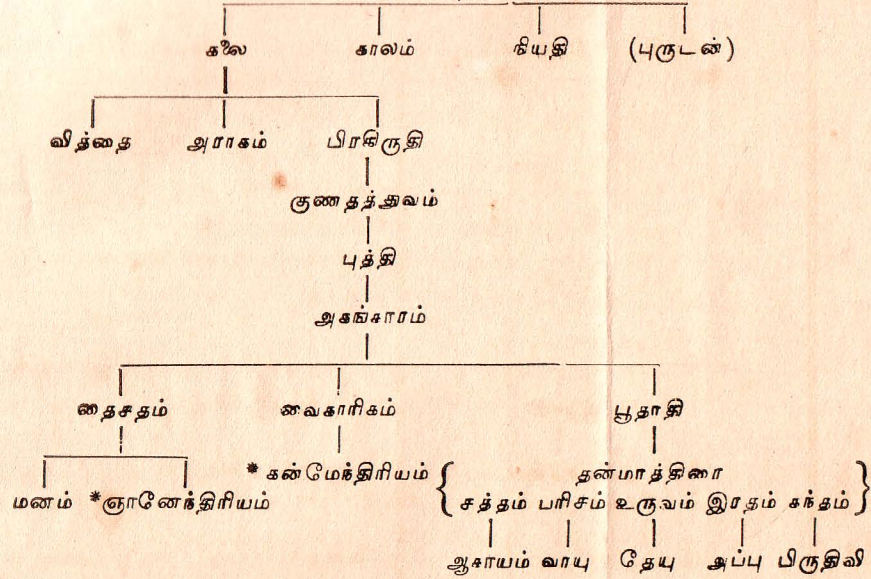 கலை காலம் நியதி (புருடன்)
வித்தை அராகம் பிரகிருதி
குணதத்துவம்
புத்தி
அகங்காரம்
தைசதம் வைகாரிகம் பூதாதி
*கன்மேந்திரியம் { தன்மாத்திரை }
மனம் *ஞானேந்திரியம் சத்தம் பரிசம் உருவம் இரதம் கந்தம்
ஆகாயம் வாயு தேயு அப்பு பிருதிவி